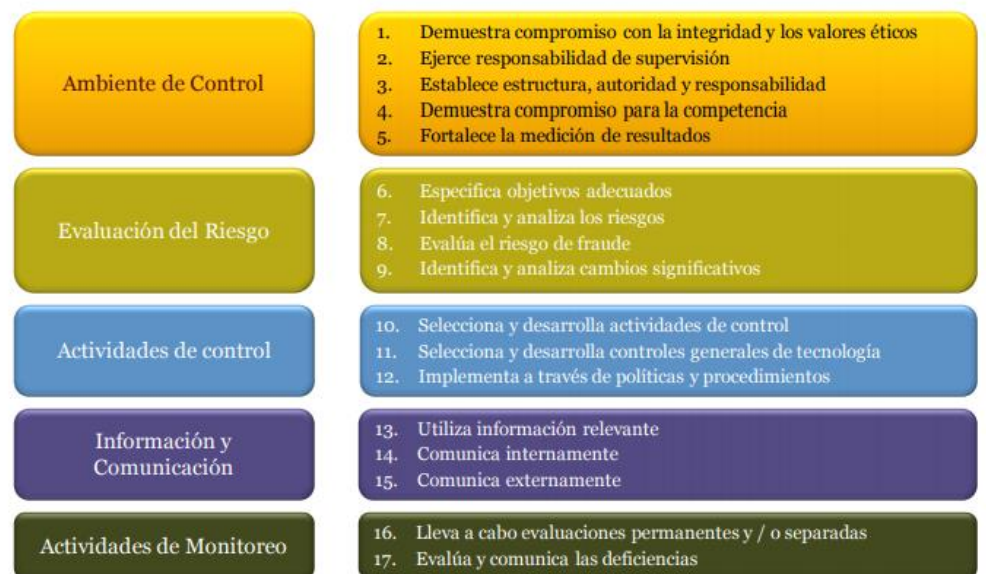 Ambiente de Control
1. Demuestra compromiso con la integridad y los valores éticos
2. Ejerce responsabilidad de supervisión
3. Establece estructura, autoridad y responsabilidad
4. Demuestra compromiso para la competencia
5. Fortalece la medición de resultados
Evaluación del Riesgo
6. Especifica objetivos adecuados
7. Identifica y analiza los riesgos
8. Evalúa el riesgo de fraude
9. Identifica y analiza cambios significativos
Actividades de control
10. Selecciona y desarrolla actividades de control
11. Selecciona y desarrolla controles generales de tecnología
12. Implementa a través de políticas y procedimientos
Información y
Comunicación
13. Utiliza información relevante
14. Comunica internamente
15. Comunica externamente
Actividades de Monitoreo
16. Lleva a cabo evaluaciones permanentes y / o separadas
17. Evalúa y comunica las deficiencias